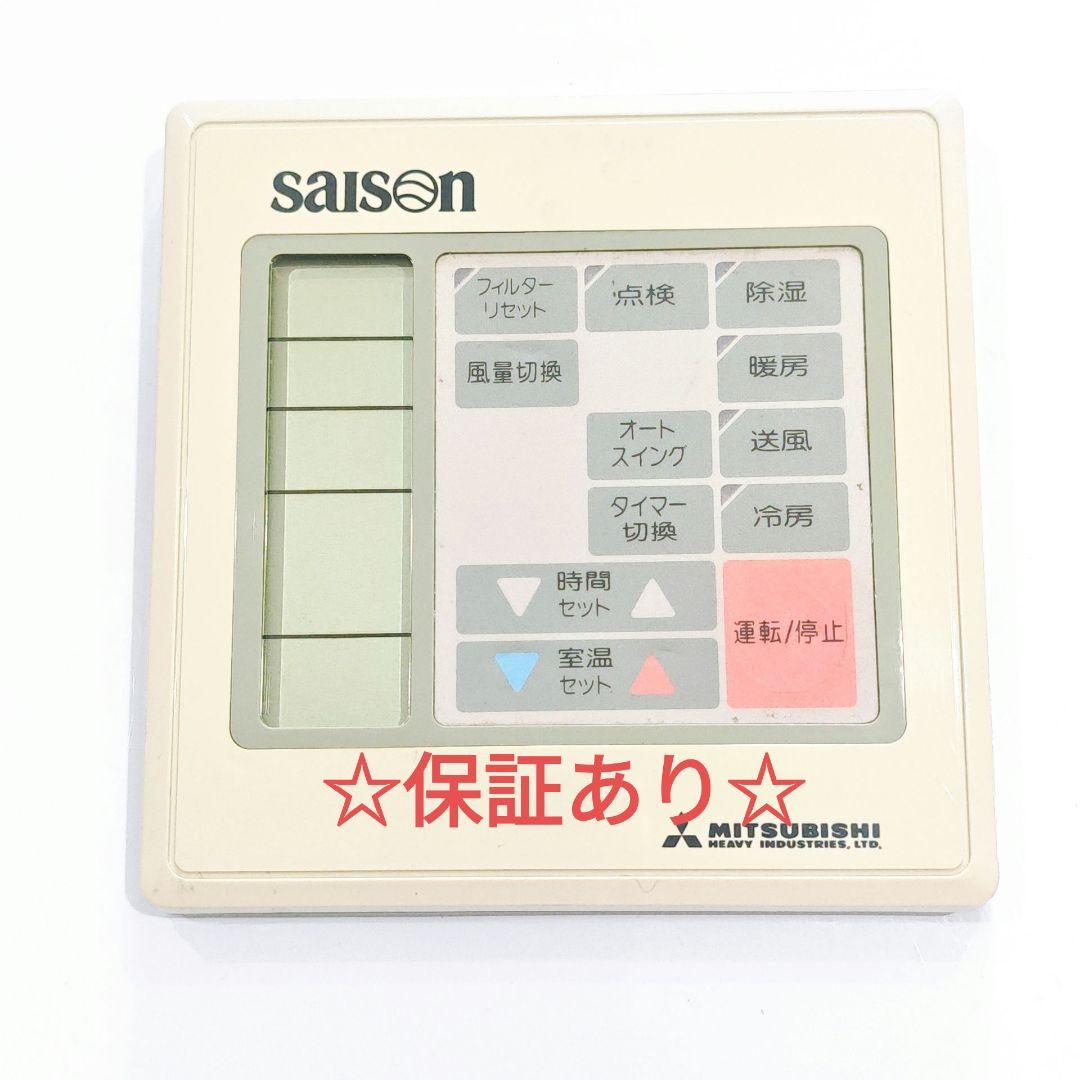 saison
フィルター
リセット
点検
除湿
風量切換
暖房
オート
スイング
送風
タイマー
切換
冷房
時間
セット
運転/停止
室温
セット
☆保証あり☆
MITSUBISHI
HEAVY INDUSTRIES, LTD.